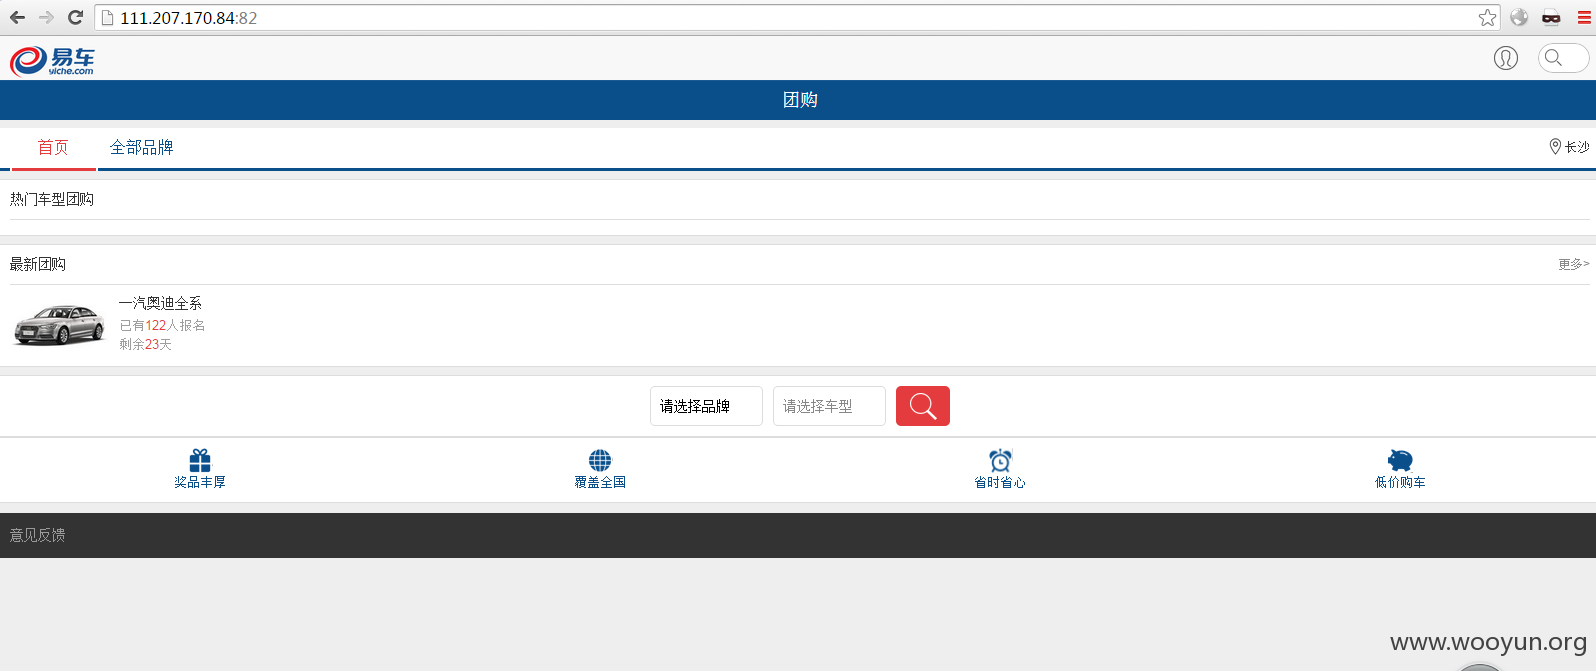 111.207.170.84:82
易车
yiche.com
团购
首页 全部品牌 长沙
热门车型团购
最新团购 更多>
一汽奥迪全系
已有122人报名
剩余23天
请选择品牌 请选择车型
奖品丰厚 覆盖全国 省时省心 低价购车
意见反馈
www.wooyun.org